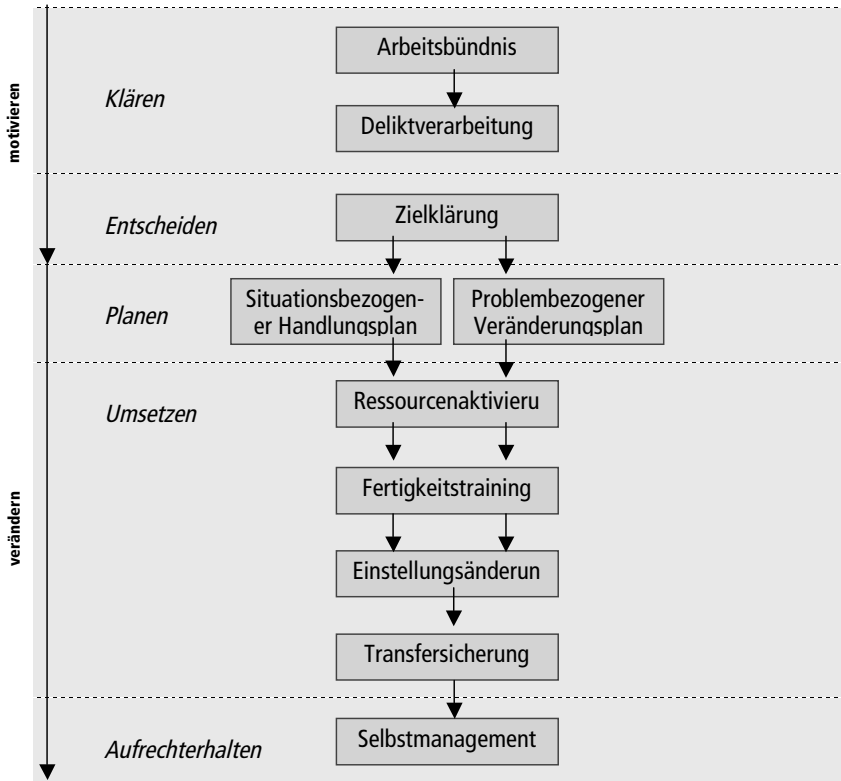 motivieren
Klären
Arbeitsbündnis
Deliktverarbeitung
Entscheiden
Zielklärung
Planen
Situationsbezogen-
er Handlungsplan
Problembezogener
Veränderungsplan
verändern
Umsetzen
Ressourcenaktivieru
Fertigkeitstraining
Einstellungsänderun
Transfersicherung
Aufrechterhalten
Selbstmanagement